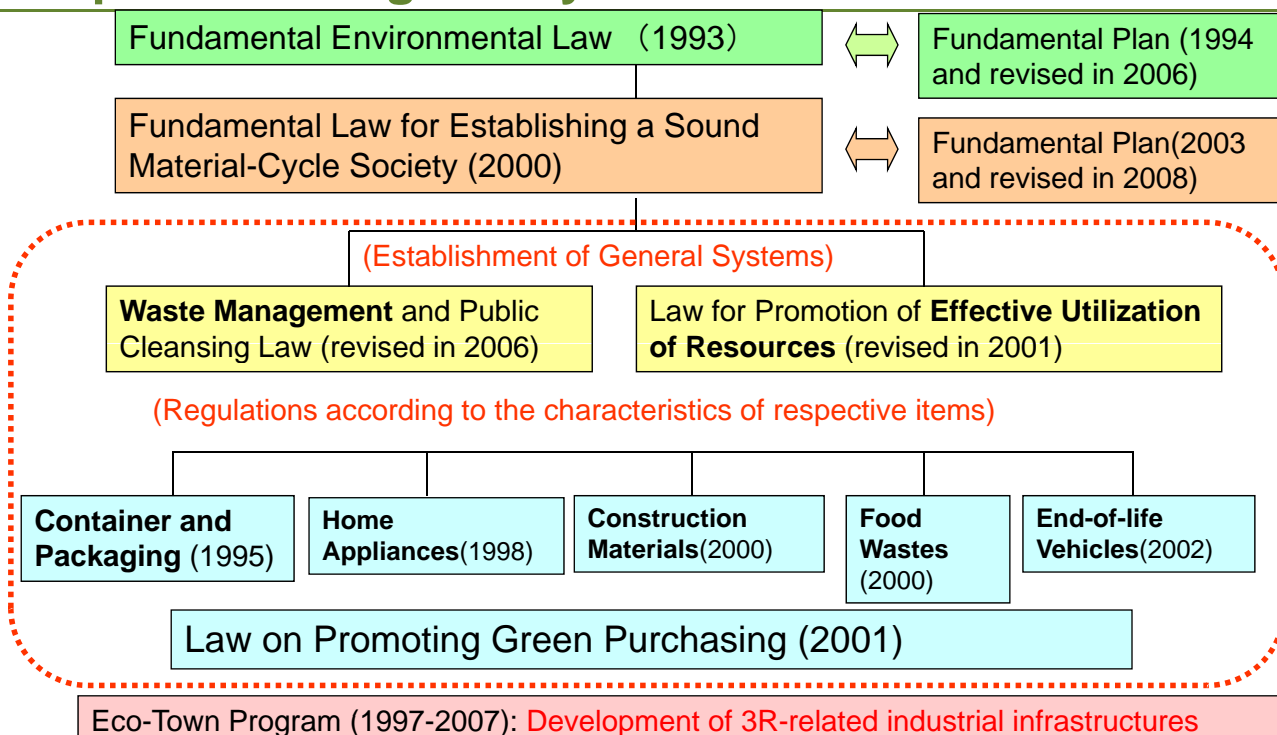 Fundamental Environmental Law （1993）
Fundamental Plan (1994
and revised in 2006)
Fundamental Law for Establishing a Sound
Material-Cycle Society (2000)
Fundamental Plan(2003
and revised in 2008)
(Establishment of General Systems)
Waste Management and Public
Cleansing Law (revised in 2006)
Law for Promotion of Effective Utilization
of Resources (revised in 2001)
(Regulations according to the characteristics of respective items)
Container and
Packaging (1995)
Home
Appliances(1998)
Construction
Materials(2000)
Food
Wastes
(2000)
End-of-life
Vehicles(2002)
Law on Promoting Green Purchasing (2001)
Eco-Town Program (1997-2007): Development of 3R-related industrial infrastructures